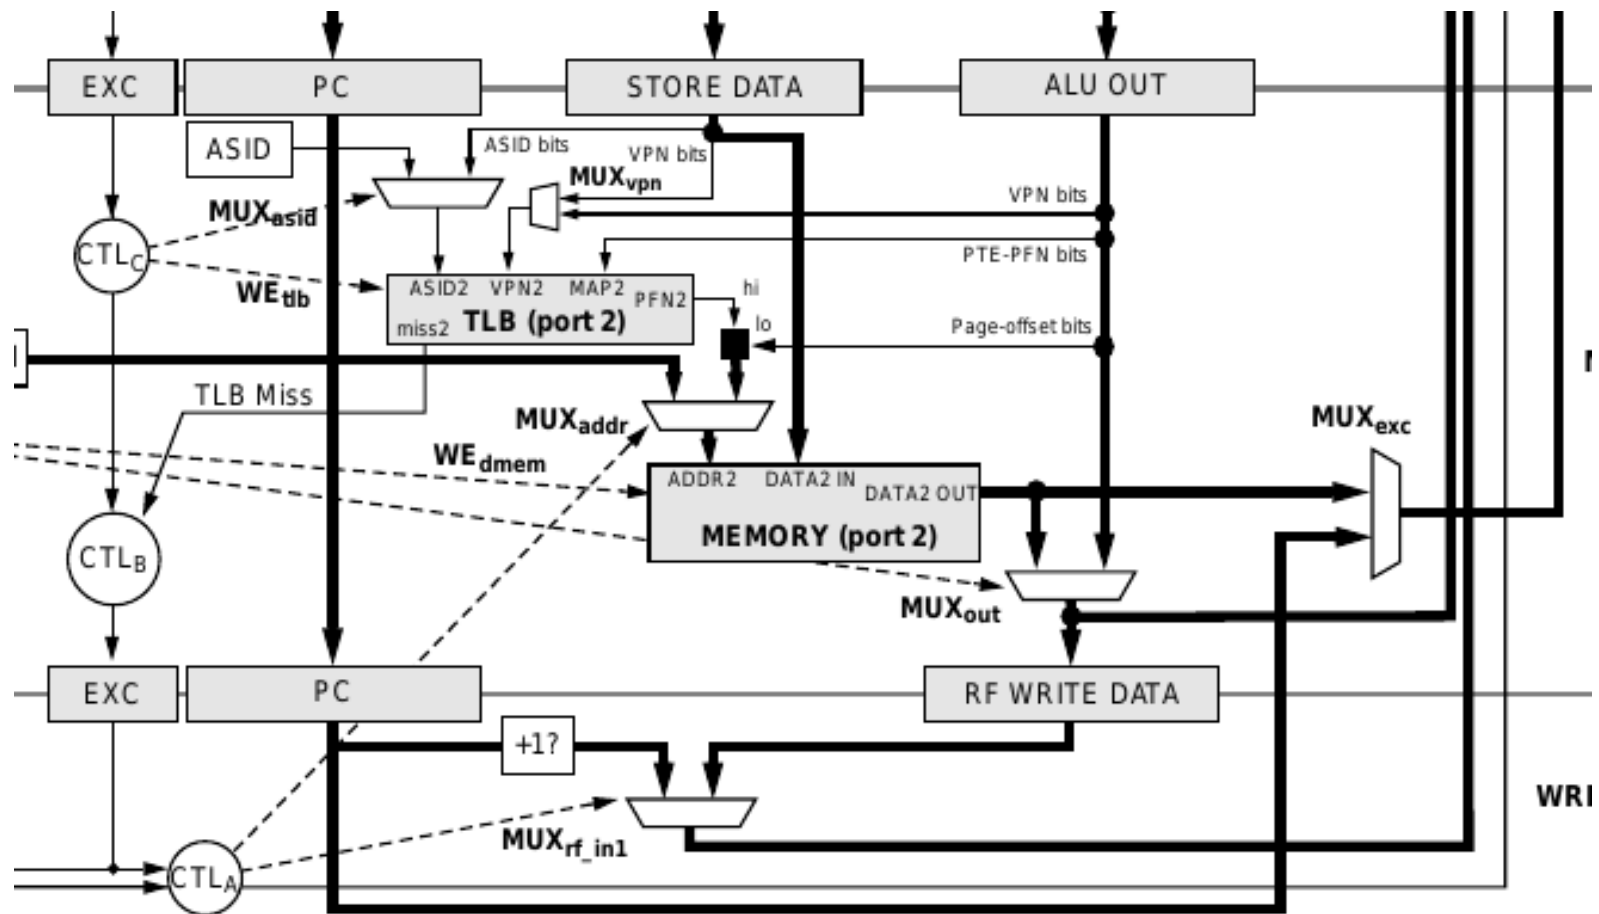 EXC
PC
STORE DATA
ALU OUT
ASID
ASID bits
VPN bits
MUXvpn
VPN bits
MUXasid
CTLC
PTE-PFN bits
WEtlb
ASID2 VPN2 MAP2 PFN2
hi
miss2 TLB (port 2)
lo
Page-offset bits
TLB Miss
MUXaddr
MUXexc
WEdmem
ADDR2 DATA2 IN DATA2 OUT
MEMORY (port 2)
CTLB
MUXout
EXC
PC
RF WRITE DATA
+1?
MUXrf_in1
CTLA